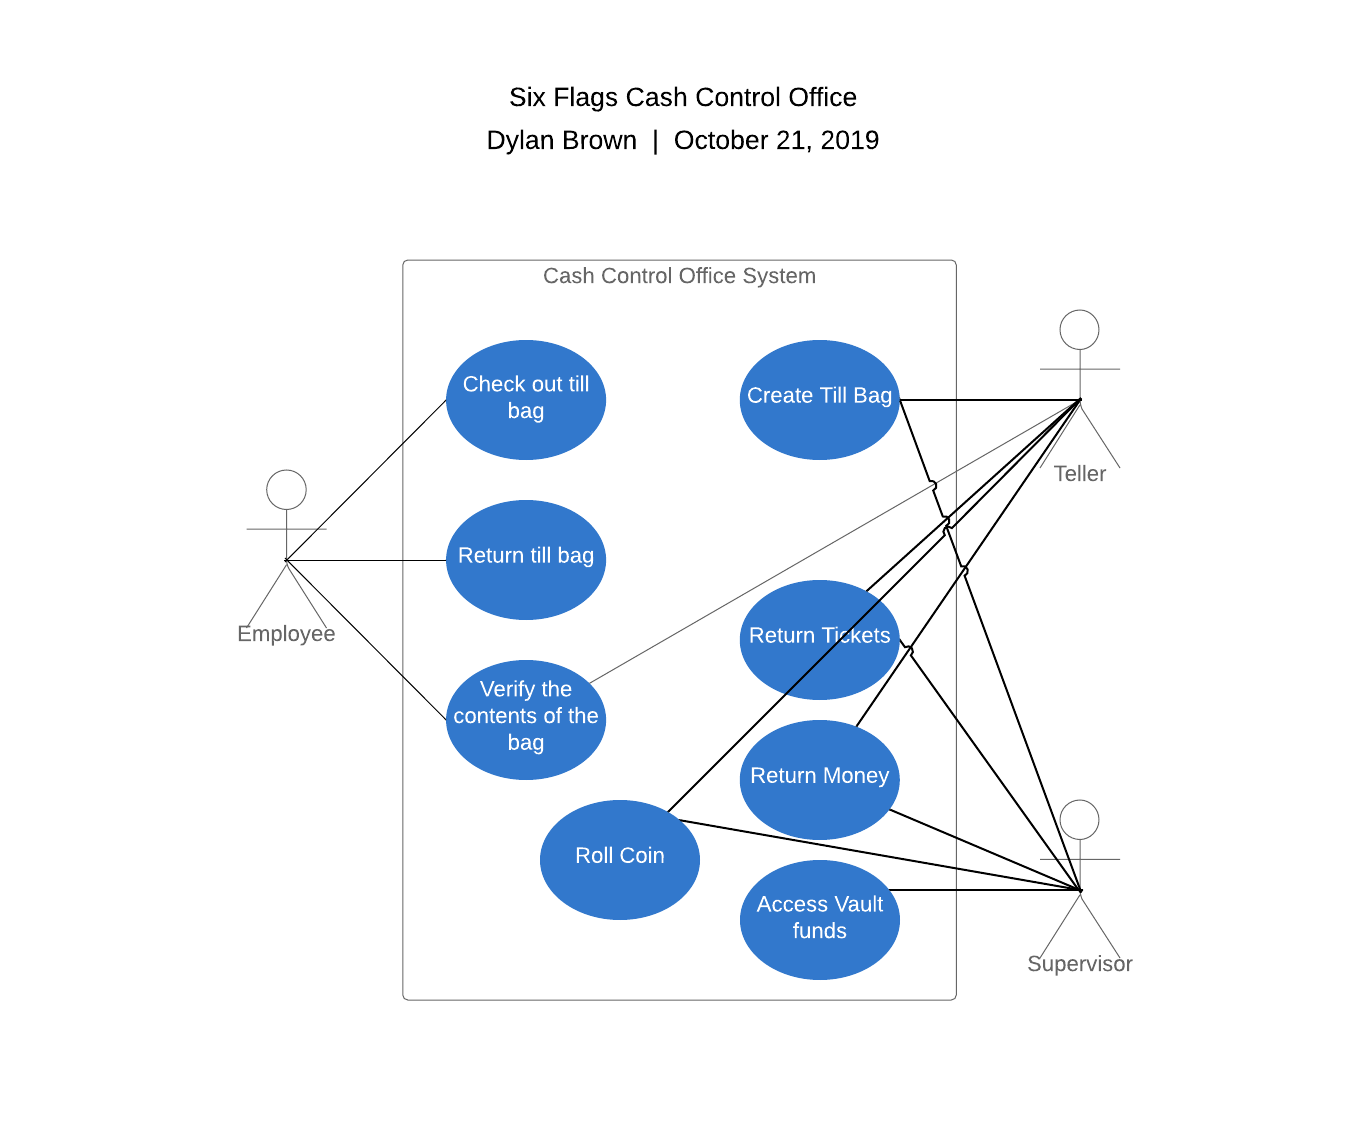 Six Flags Cash Control Office
Dylan Brown | October 21, 2019
Cash Control Office System
Check out till
bag
Create Till Bag
Teller
Return till bag
Employee
Return Tickets
Verify the
contents of the
bag
Return Money
Roll Coin
Access Vault
funds
Supervisor